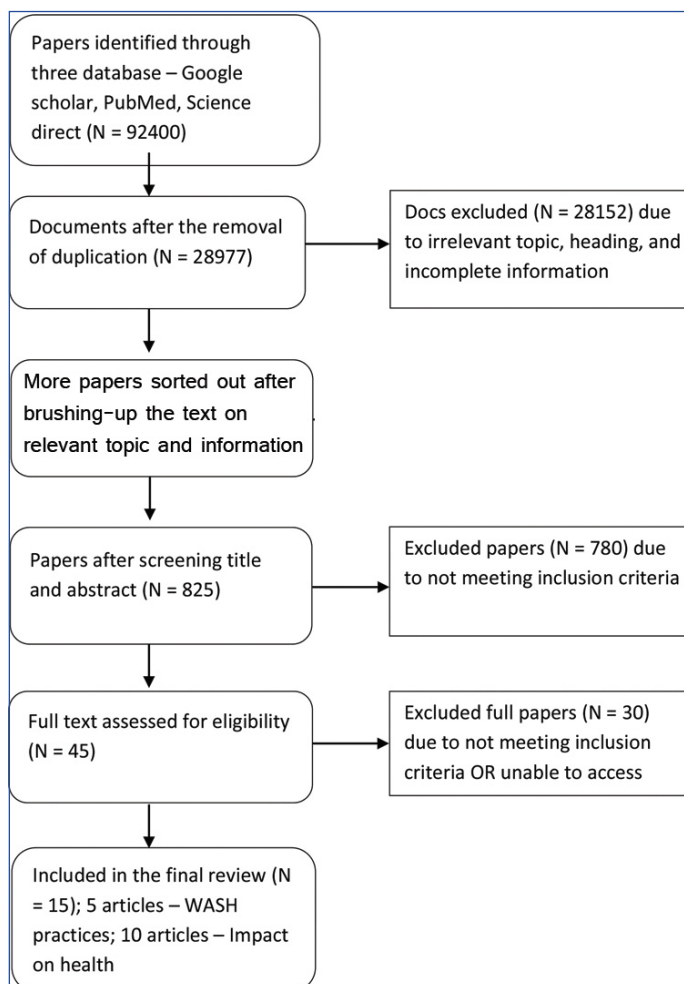 Papers identified through
three database – Google
scholar, PubMed, Science
direct (N = 92400)
Documents after the removal
of duplication (N = 28977)
Docs excluded (N = 28152) due
to irrelevant topic, heading, and
incomplete information
More papers sorted out after
brushing-up the text on
relevant topic and information
Papers after screening title
and abstract (N = 825)
Excluded papers (N = 780) due
to not meeting inclusion criteria
Full text assessed for eligibility
(N = 45)
Excluded full papers (N = 30)
due to not meeting inclusion
criteria OR unable to access
Included in the final review (N
= 15); 5 articles – WASH
practices; 10 articles – Impact
on health